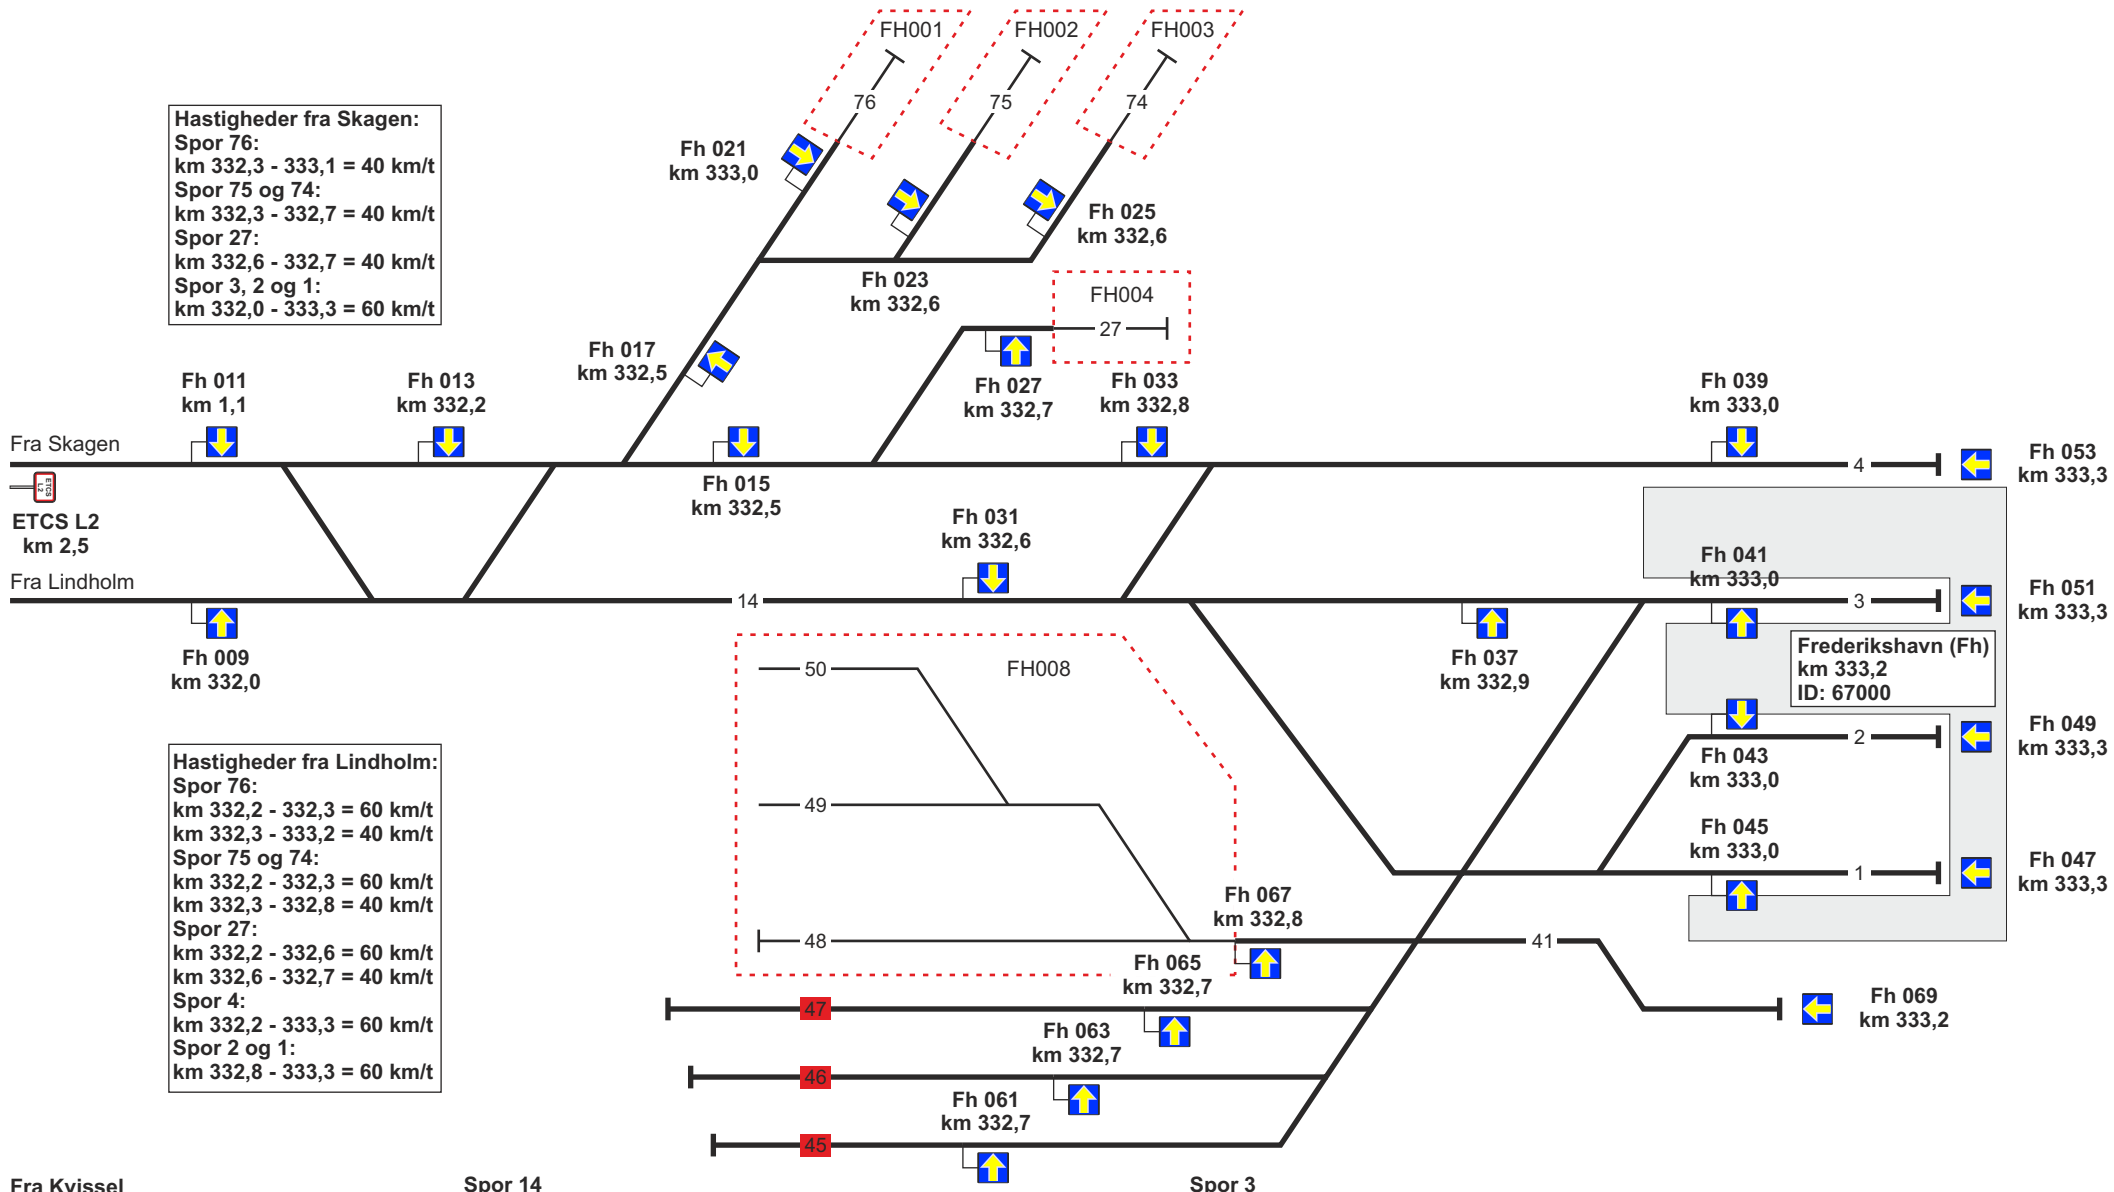 FH001
FH002
FH003
76
75
74
Hastigheder fra Skagen:
Spor 76:
km 332,3 - 333,1 = 40 km/t
Spor 75 og 74:
km 332,3 - 332,7 = 40 km/t
Spor 27:
km 332,6 - 332,7 = 40 km/t
Spor 3, 2 og 1:
km 332,0 - 333,3 = 60 km/t
Fh 021
km 333,0
Fh 025
km 332,6
Fh 023
km 332,6
FH004
27
Fh 017
km 332,5
Fh 027
km 332,7
Fh 011
km 1,1
Fh 013
km 332,2
Fh 033
km 332,8
Fh 039
km 333,0
Fra Skagen
4
Fh 053
km 333,3
ETCS
L2
ETCS L2
km 2,5
Fh 015
km 332,5
Fh 031
km 332,6
Fh 041
km 333,0
Fra Lindholm
14
3
Fh 051
km 333,3
Fh 009
km 332,0
Fh 037
km 332,9
Frederikshavn (Fh)
km 333,2
ID: 67000
50
FH008
2
Fh 049
km 333,3
Fh 043
km 333,0
Hastigheder fra Lindholm:
Spor 76:
km 332,2 - 332,3 = 60 km/t
km 332,3 - 333,2 = 40 km/t
Spor 75 og 74:
km 332,2 - 332,3 = 60 km/t
km 332,3 - 332,8 = 40 km/t
Spor 27:
km 332,2 - 332,6 = 60 km/t
km 332,6 - 332,7 = 40 km/t
Spor 4:
km 332,2 - 333,3 = 60 km/t
Spor 2 og 1:
km 332,8 - 333,3 = 60 km/t
49
Fh 045
km 333,0
1
Fh 047
km 333,3
Fh 067
km 332,8
48
41
Fh 065
km 332,7
47
Fh 069
km 333,2
Fh 063
km 332,7
46
Fh 061
km 332,7
45
Fra Kvissel
Spor 14
Spor 3